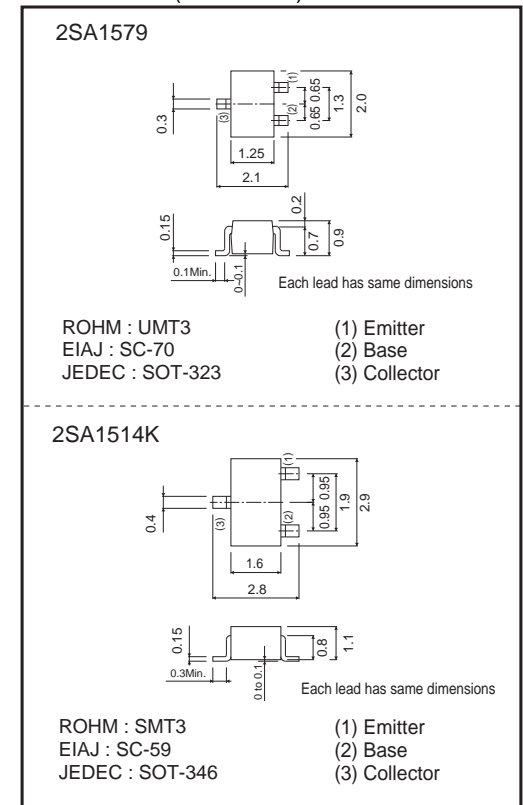 2SA1579
(1)
(2)
(3)
0.3
0.65
0.65
1.3
2.0
1.25
2.1
0.2
0.15
0.7
0.9
0.1Min.
0~0.1
Each lead has same dimensions
ROHM : UMT3
EIAJ : SC-70
JEDEC : SOT-323
(1) Emitter
(2) Base
(3) Collector
2SA1514K
(1)
(2)
(3)
0.4
0.95
0.95
1.9
2.9
1.6
2.8
0.15
0.8
1.1
0.3Min.
0 to 0.1
Each lead has same dimensions
ROHM : SMT3
EIAJ : SC-59
JEDEC : SOT-346
(1) Emitter
(2) Base
(3) Collector